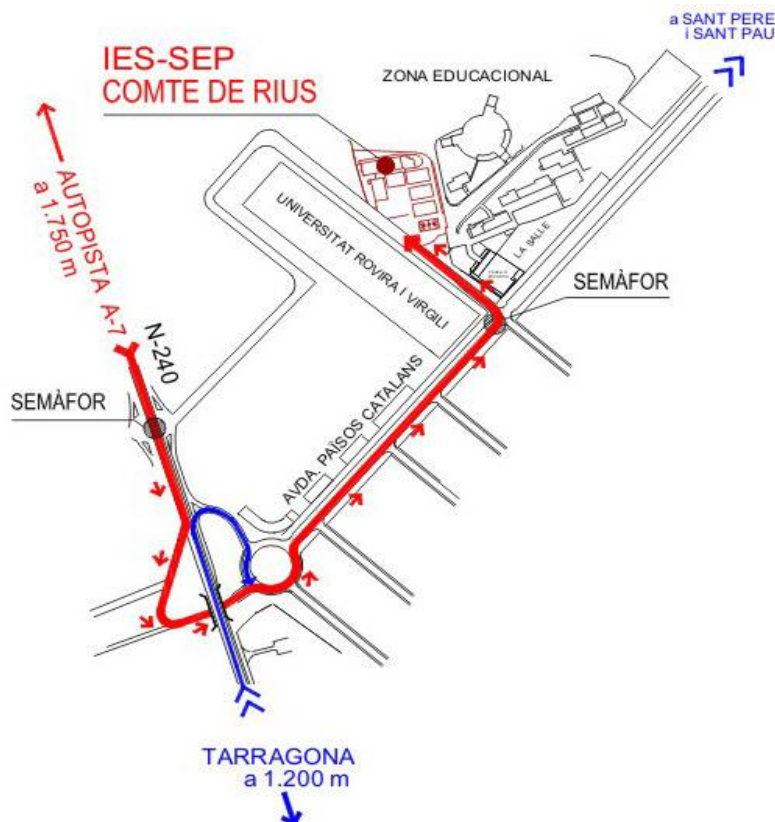 a SANT PERE
i SANT PAU
IES-SEP
COMTE DE RIUS
ZONA EDUCACIONAL
AUTOPISTA A-7
a 1.750 m
UNIVERSITAT ROVIRA I VIRGILI
LA SALLE
SEMÀFOR
N-240
SEMÀFOR
AVDA. PAÏSOS CATALANS
TARRAGONA
a 1.200 m